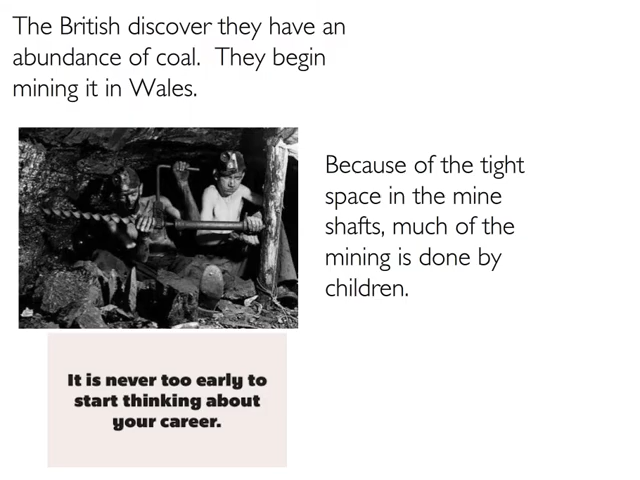 The British discover they have an
abundance of coal.  They begin
mining it in Wales.
Because of the tight
space in the mine
shafts, much of the
mining is done by
children.
It is never too early to
start thinking about
your career.